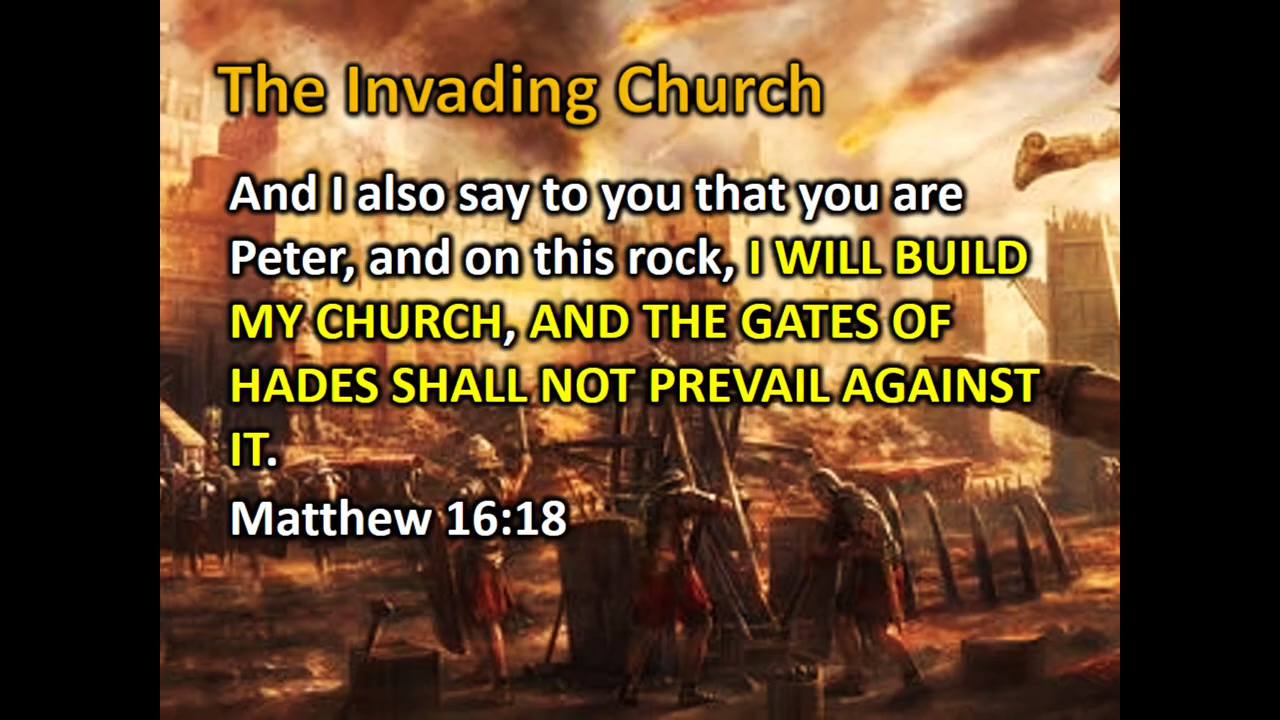 The Invading Church
And I also say to you that you are
Peter, and on this rock, I WILL BUILD
MY CHURCH, AND THE GATES OF
HADES SHALL NOT PREVAIL AGAINST
IT.
Matthew 16:18